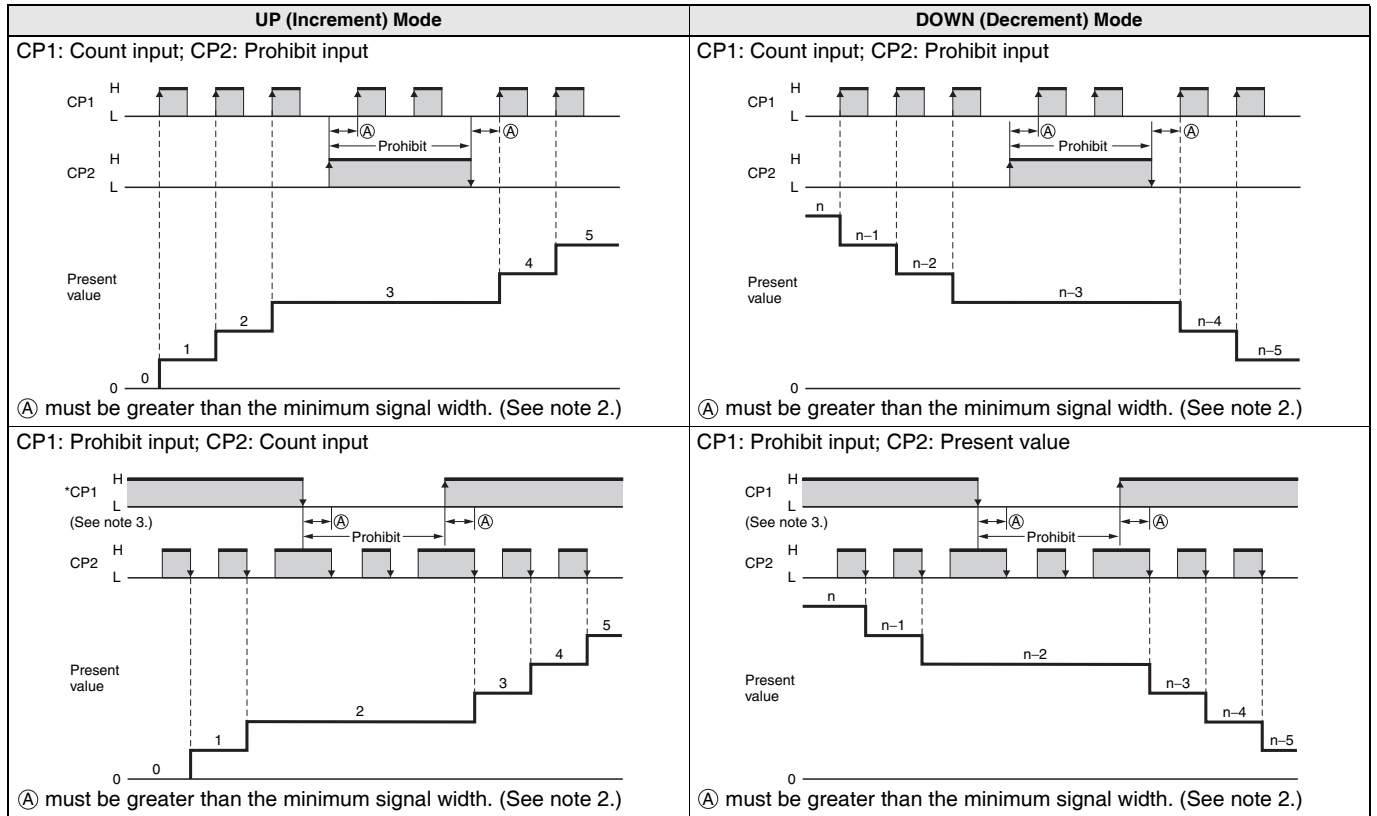 UP (Increment) Mode
DOWN (Decrement) Mode
CP1: Count input; CP2: Prohibit input
CP1
H
L
Ⓐ
Ⓐ
Prohibit
CP2
H
L
Present
value
0
0
1
2
3
4
5
Ⓐ must be greater than the minimum signal width. (See note 2.)
CP1: Count input; CP2: Prohibit input
CP1
H
L
Ⓐ
Ⓐ
Prohibit
CP2
H
L
Present
value
n
n–1
n–2
n–3
n–4
n–5
0
Ⓐ must be greater than the minimum signal width. (See note 2.)
CP1: Prohibit input; CP2: Count input
*CP1
H
L
(See note 3.)
Ⓐ
Ⓐ
Prohibit
CP2
H
L
Present
value
0
0
1
2
3
4
5
Ⓐ must be greater than the minimum signal width. (See note 2.)
CP1: Prohibit input; CP2: Present value
CP1
H
L
(See note 3.)
Ⓐ
Ⓐ
Prohibit
CP2
H
L
Present
value
n
n–1
n–2
n–3
n–4
n–5
0
Ⓐ must be greater than the minimum signal width. (See note 2.)